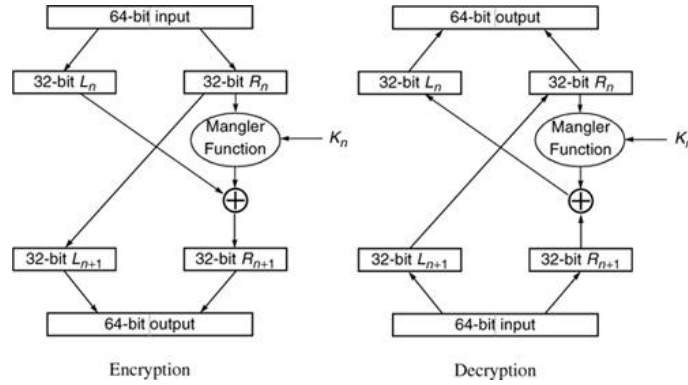 64-bit input
32-bit Lₙ
32-bit Rₙ
Mangler
Function
Kₙ
32-bit Lₙ₊₁
32-bit Rₙ₊₁
64-bit output
Encryption
64-bit output
32-bit Lₙ
32-bit Rₙ
Mangler
Function
Kₙ
32-bit Lₙ₊₁
32-bit Rₙ₊₁
64-bit input
Decryption